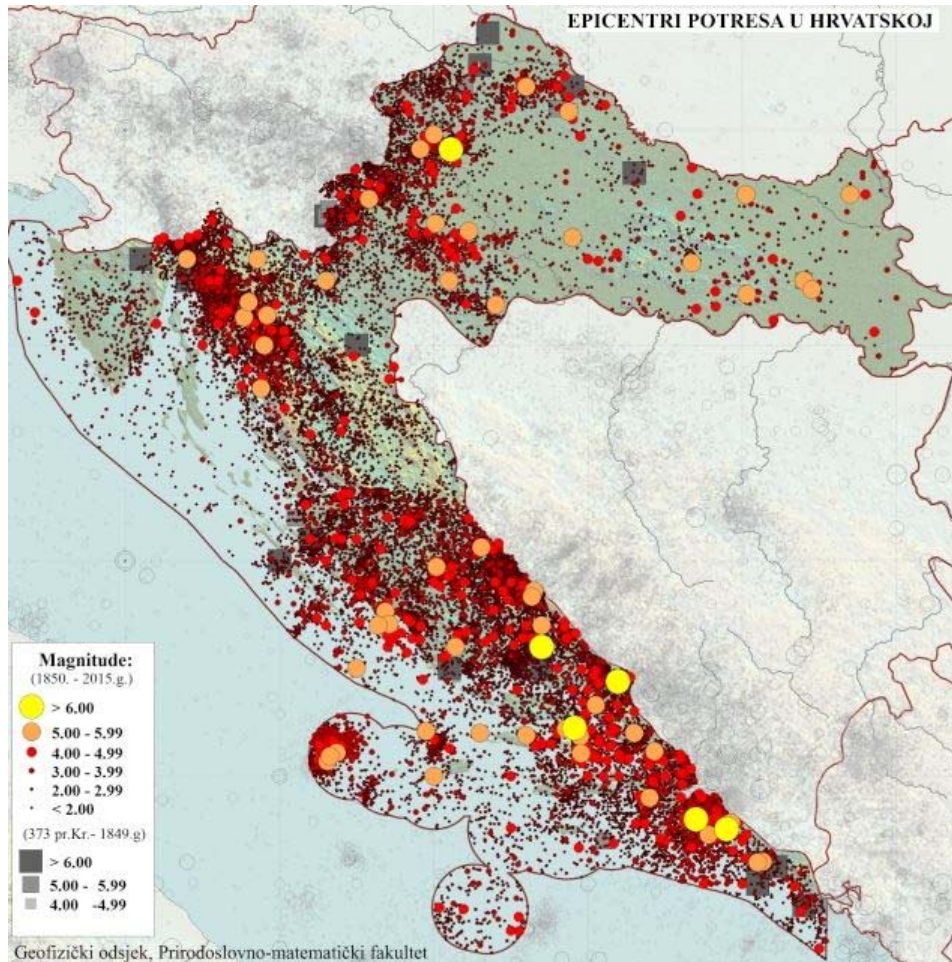 EPICENTRI POTRESA U HRVATSKOJ
Magnitude:
(1850. - 2015.g.)
> 6.00
5.00 - 5.99
4.00 - 4.99
3.00 - 3.99
2.00 - 2.99
< 2.00
(373 pr.Kr.- 1849.g)
> 6.00
5.00 - 5.99
4.00 -4.99
Geofizički odsjek, Prirodoslovno-matematički fakultet